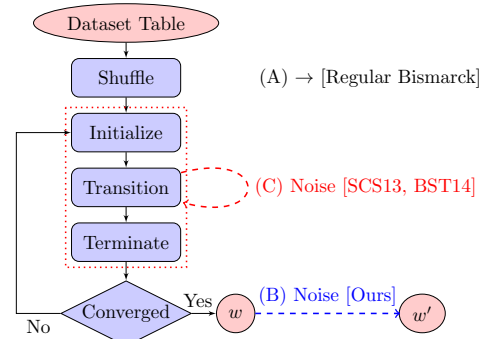 Dataset Table
Shuffle
(A) → [Regular Bismarck]
Initialize
Transition
(C) Noise [SCS13, BST14]
Terminate
Converged
Yes
No
w
(B) Noise [Ours]
w′